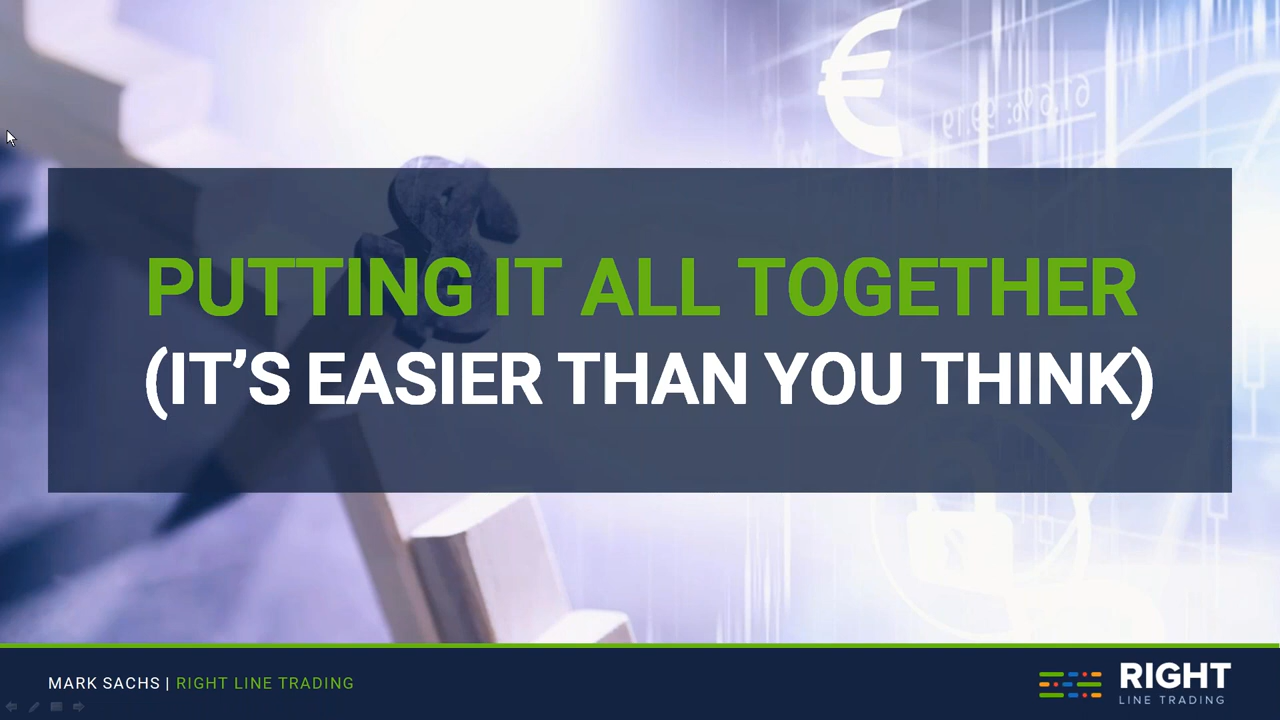 PUTTING IT ALL TOGETHER
(IT’S EASIER THAN YOU THINK)
MARK SACHS | RIGHT LINE TRADING
RIGHT
LINE TRADING